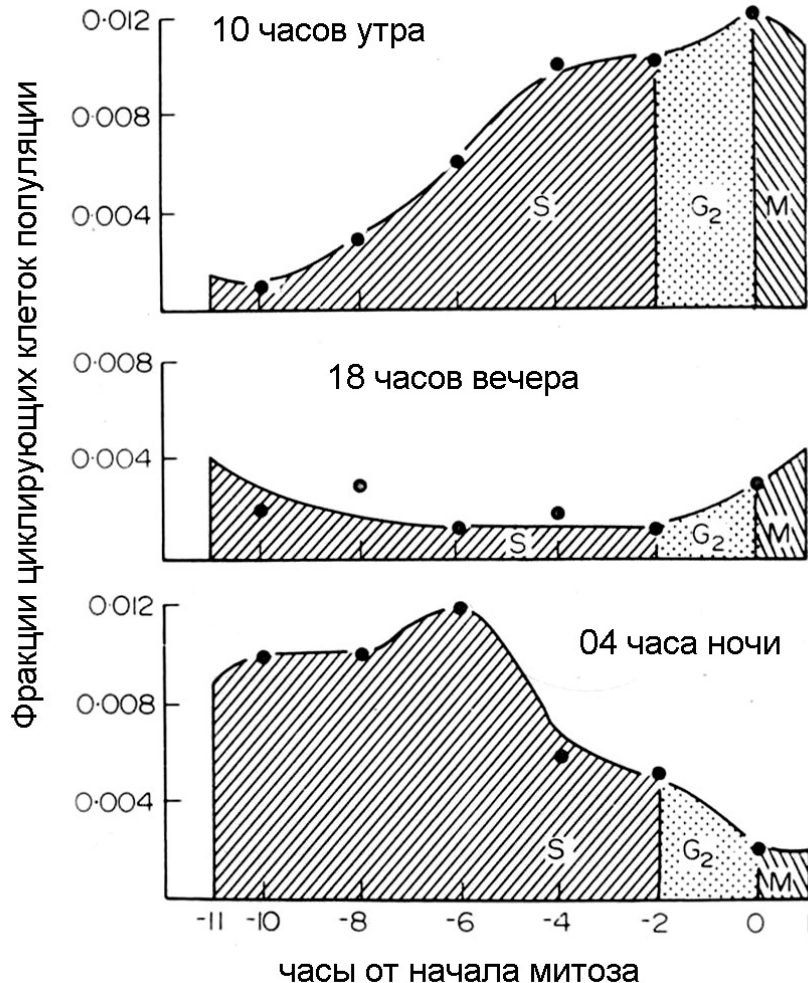 Фракции циклирующих клеток популяции
10 часов утра
0·012
0·008
0·004
S
G2
M
18 часов вечера
0·008
0·004
S
G2
M
04 часа ночи
0·012
0·008
0·004
S
G2
M
-11 -10 -8 -6 -4 -2 0
часы от начала митоза